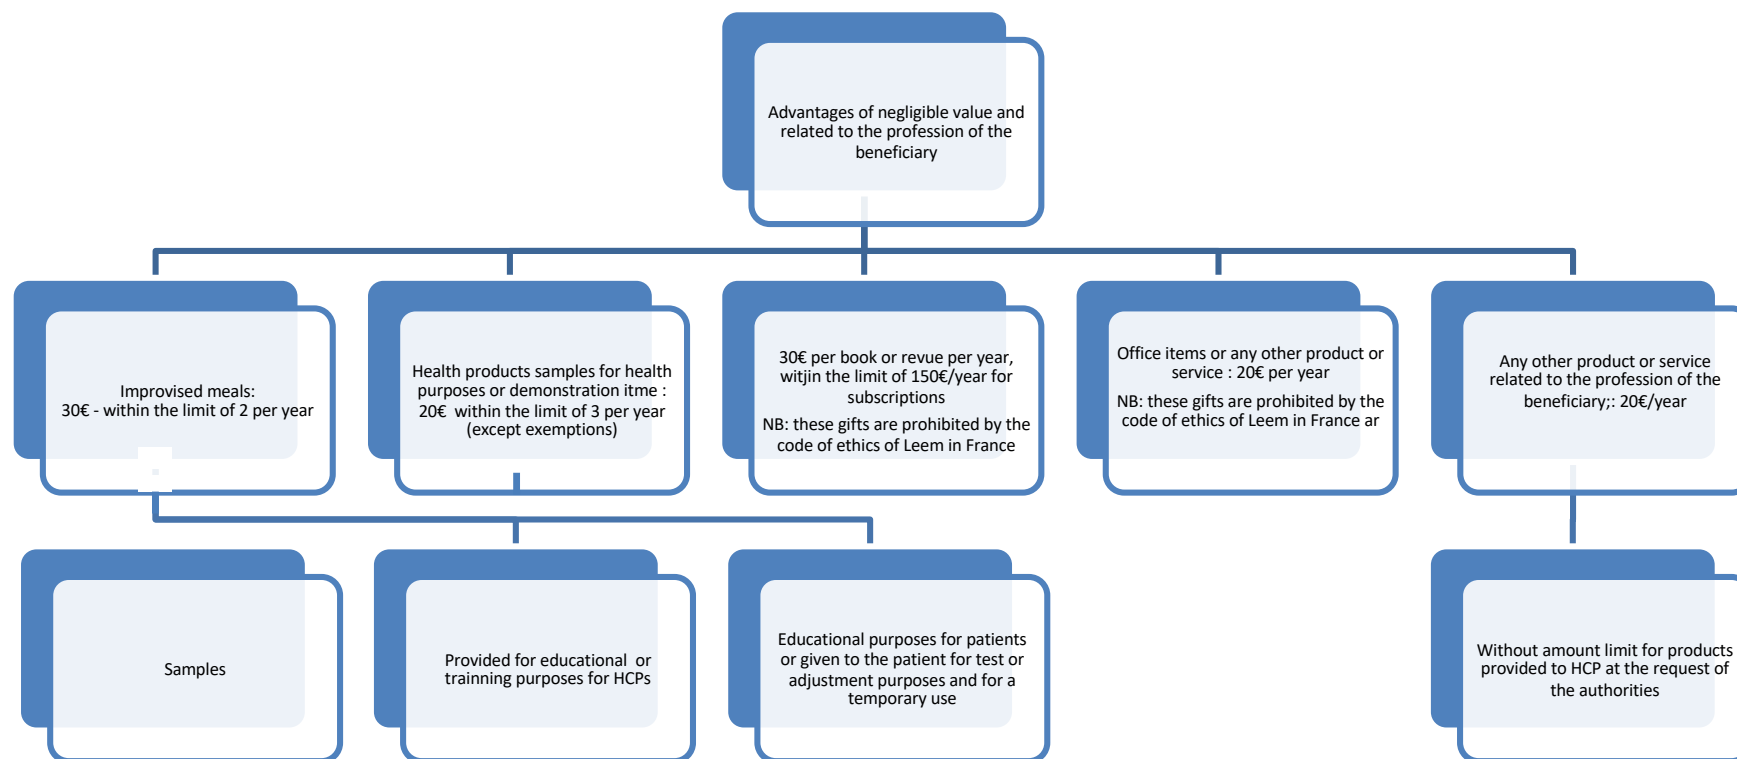 Advantages of negligible value and
related to the profession of the
beneficiary
Improvised meals:
30€ - within the limit of 2 per year
Health products samples for health
purposes or demonstration itme :
20€ within the limit of 3 per year
(except exemptions)
30€ per book or revue per year,
witjin the limit of 150€/year for
subscriptions
NB: these gifts are prohibited by the
code of ethics of Leem in France
Office items or any other product or
service : 20€ per year
NB: these gifts are prohibited by the
code of ethics of Leem in France ar
Any other product or service
related to the profession of the
beneficiary;: 20€/year
Samples
Provided for educational or
trainning purposes for HCPs
Educational purposes for patients
or given to the patient for test or
adjustment purposes and for a
temporary use
Without amount limit for products
provided to HCP at the request of
the authorities